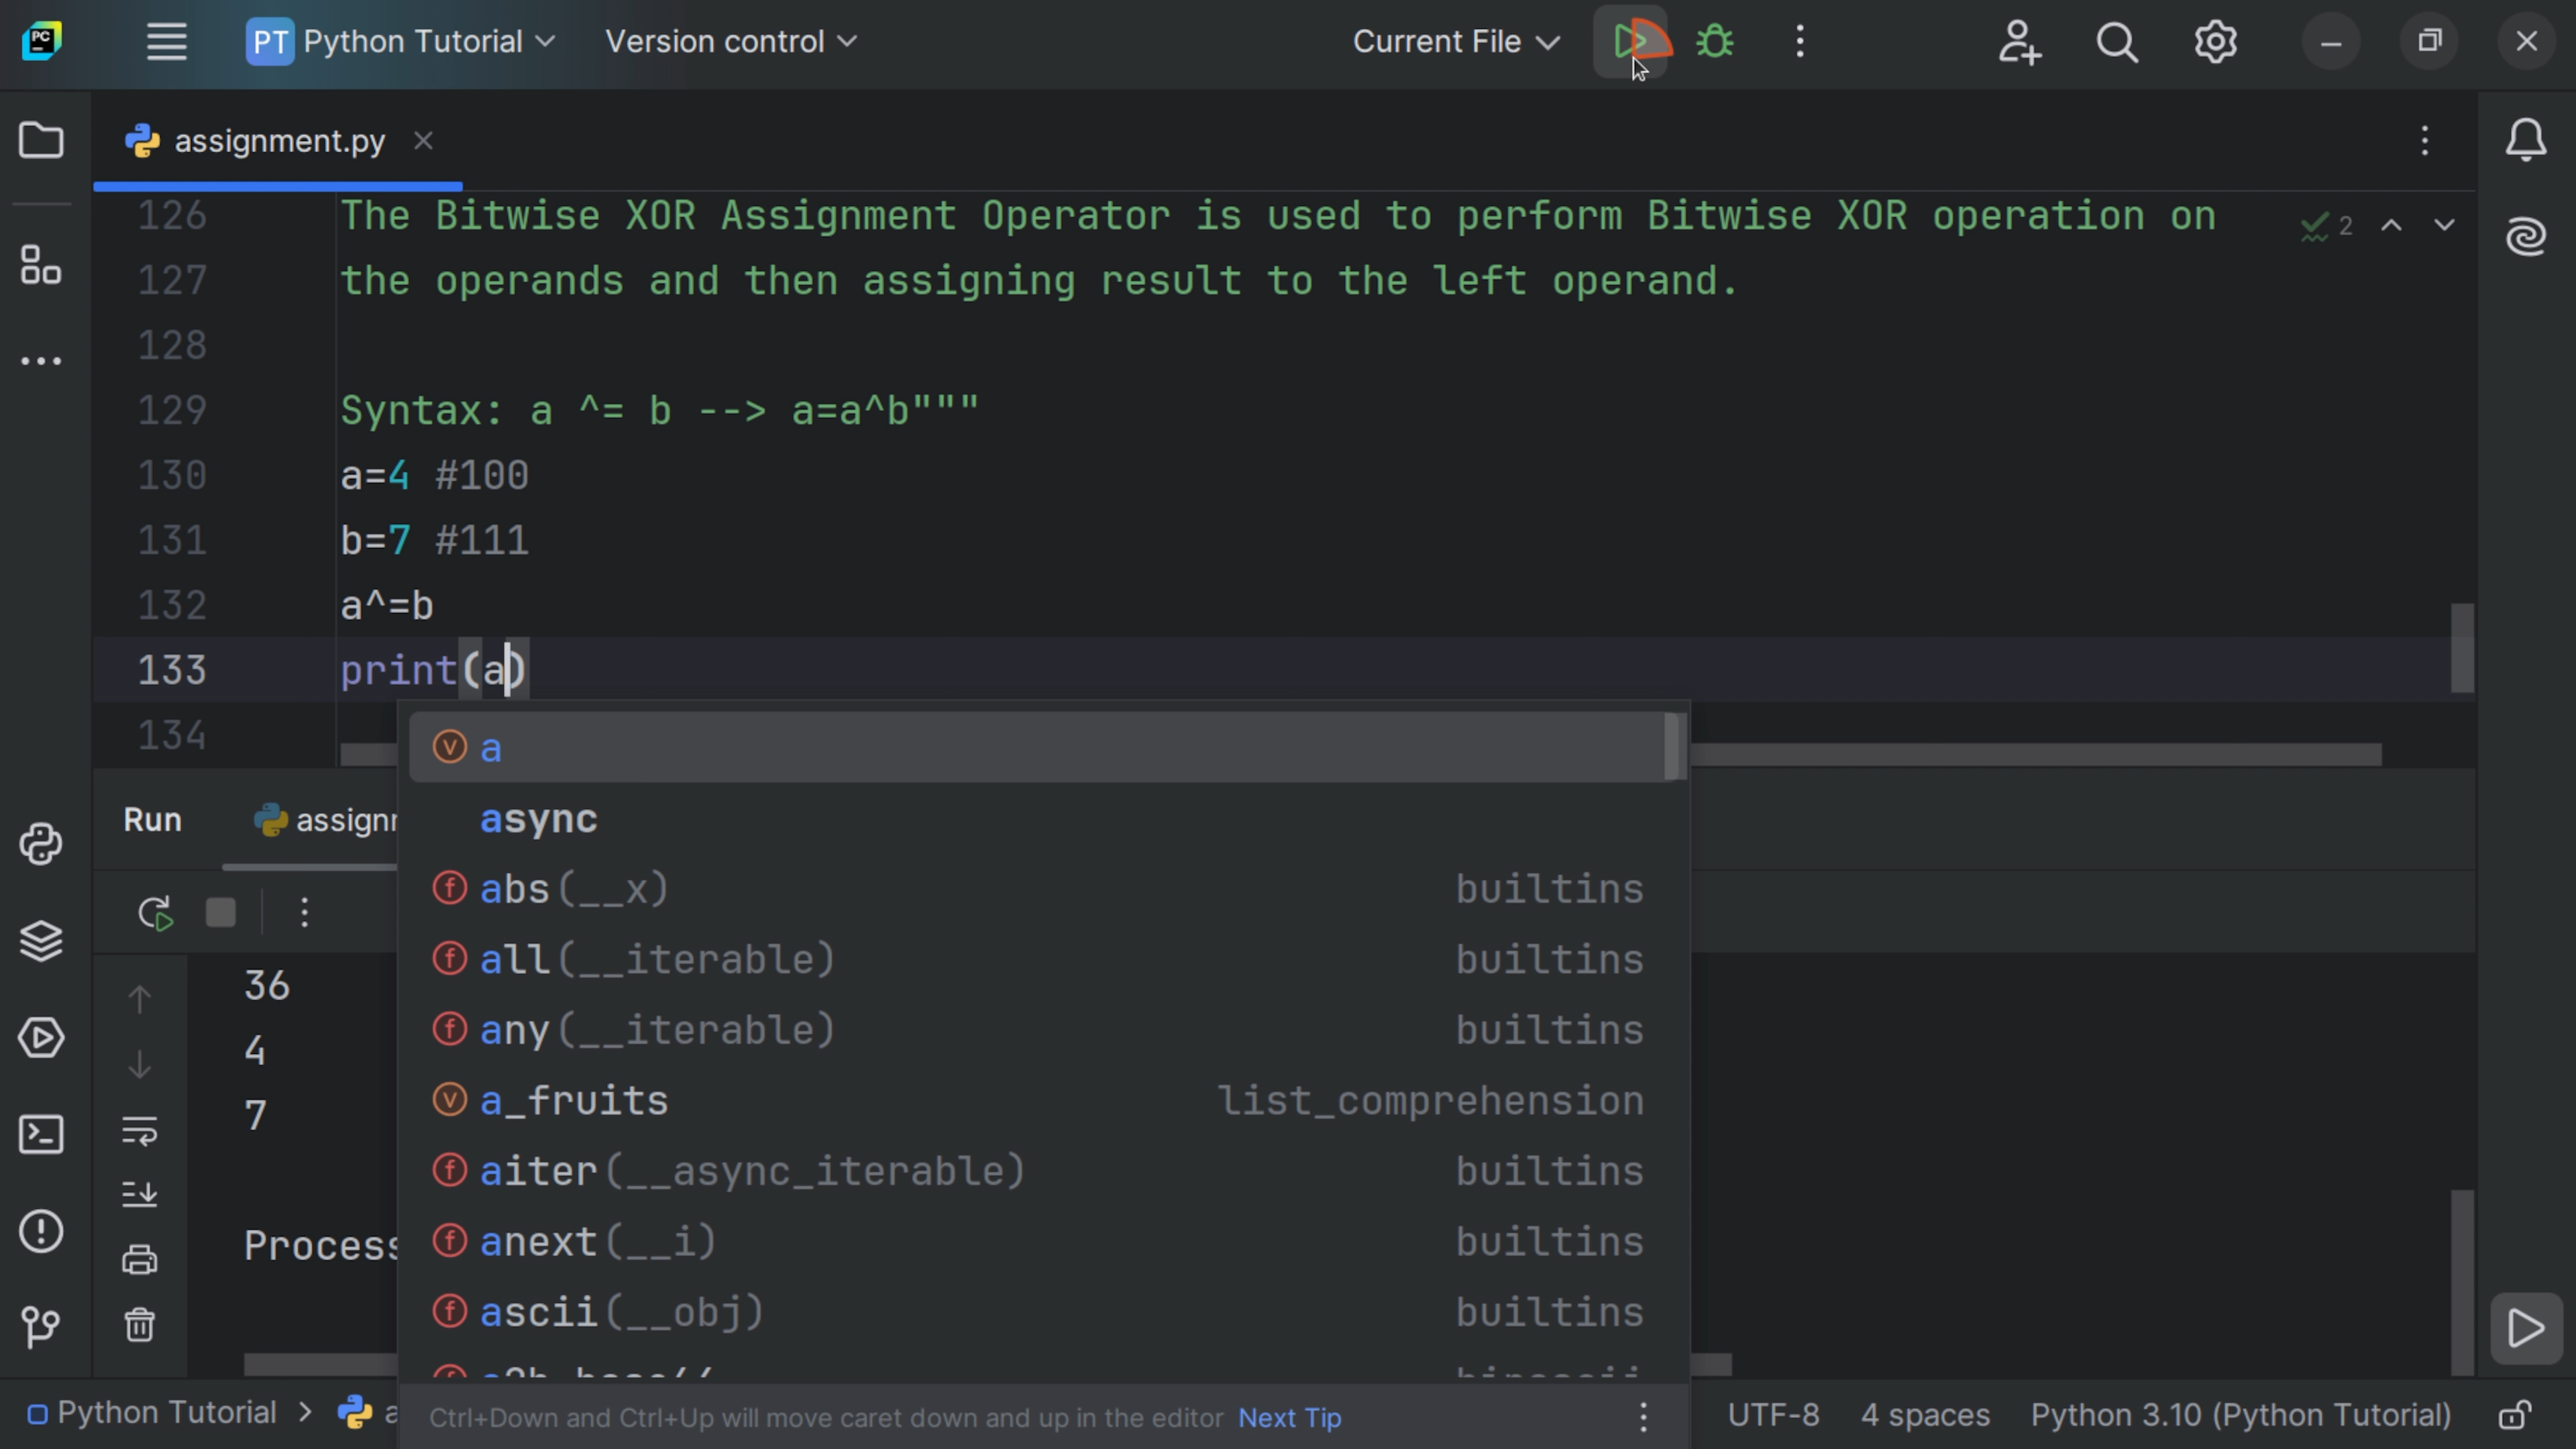 PC
PT Python Tutorial
Version control
Current File
assignment.py
126 The Bitwise XOR Assignment Operator is used to perform Bitwise XOR operation on
2
127 the operands and then assigning result to the left operand.
128
129 Syntax: a ^= b --> a=a^b"""
130 a=4 #100
131 b=7 #111
132 a^=b
133 print(a)
134
a
async
abs(__x) builtins
all(__iterable) builtins
any(__iterable) builtins
a_fruits list_comprehension
aiter(__async_iterable) builtins
anext(__i) builtins
ascii(__obj) builtins
Ctrl+Down and Ctrl+Up will move caret down and up in the editor Next Tip
Run
36
4
7
Python Tutorial
UTF-8
4 spaces
Python 3.10 (Python Tutorial)